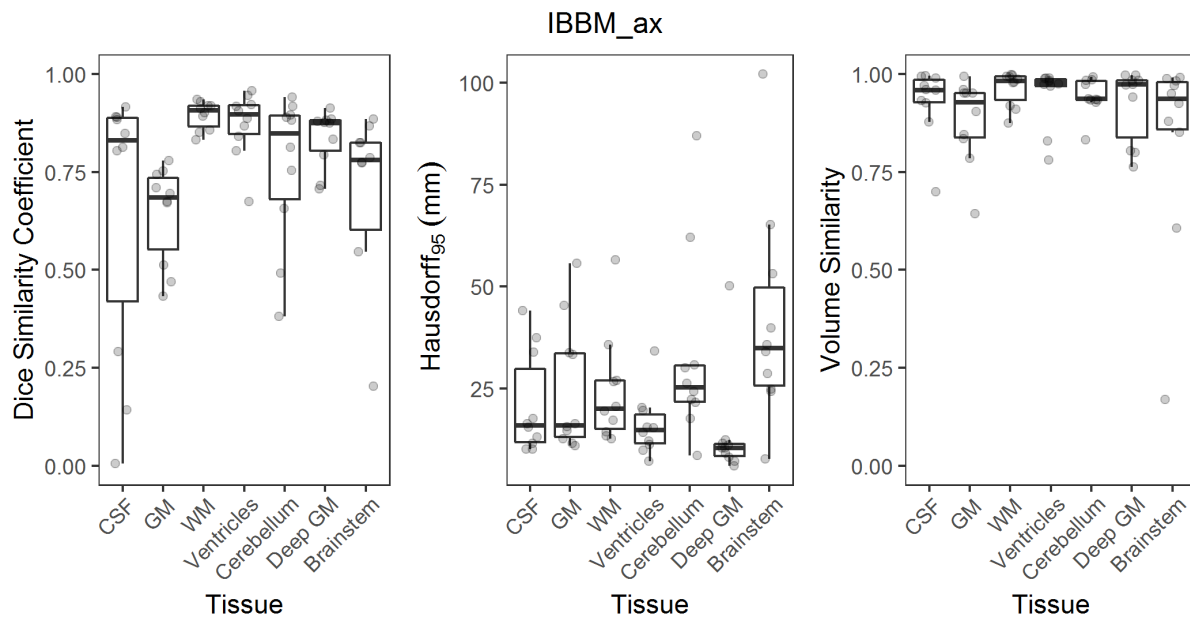 IBBM_ax
Dice Similarity Coefficient
1.00
0.75
0.50
0.25
0.00
CSF
GM
WM
Ventricles
Cerebellum
Deep GM
Brainstem
Tissue
Hausdorff95 (mm)
100
75
50
25
CSF
GM
WM
Ventricles
Cerebellum
Deep GM
Brainstem
Tissue
Volume Similarity
1.00
0.75
0.50
0.25
0.00
CSF
GM
WM
Ventricles
Cerebellum
Deep GM
Brainstem
Tissue